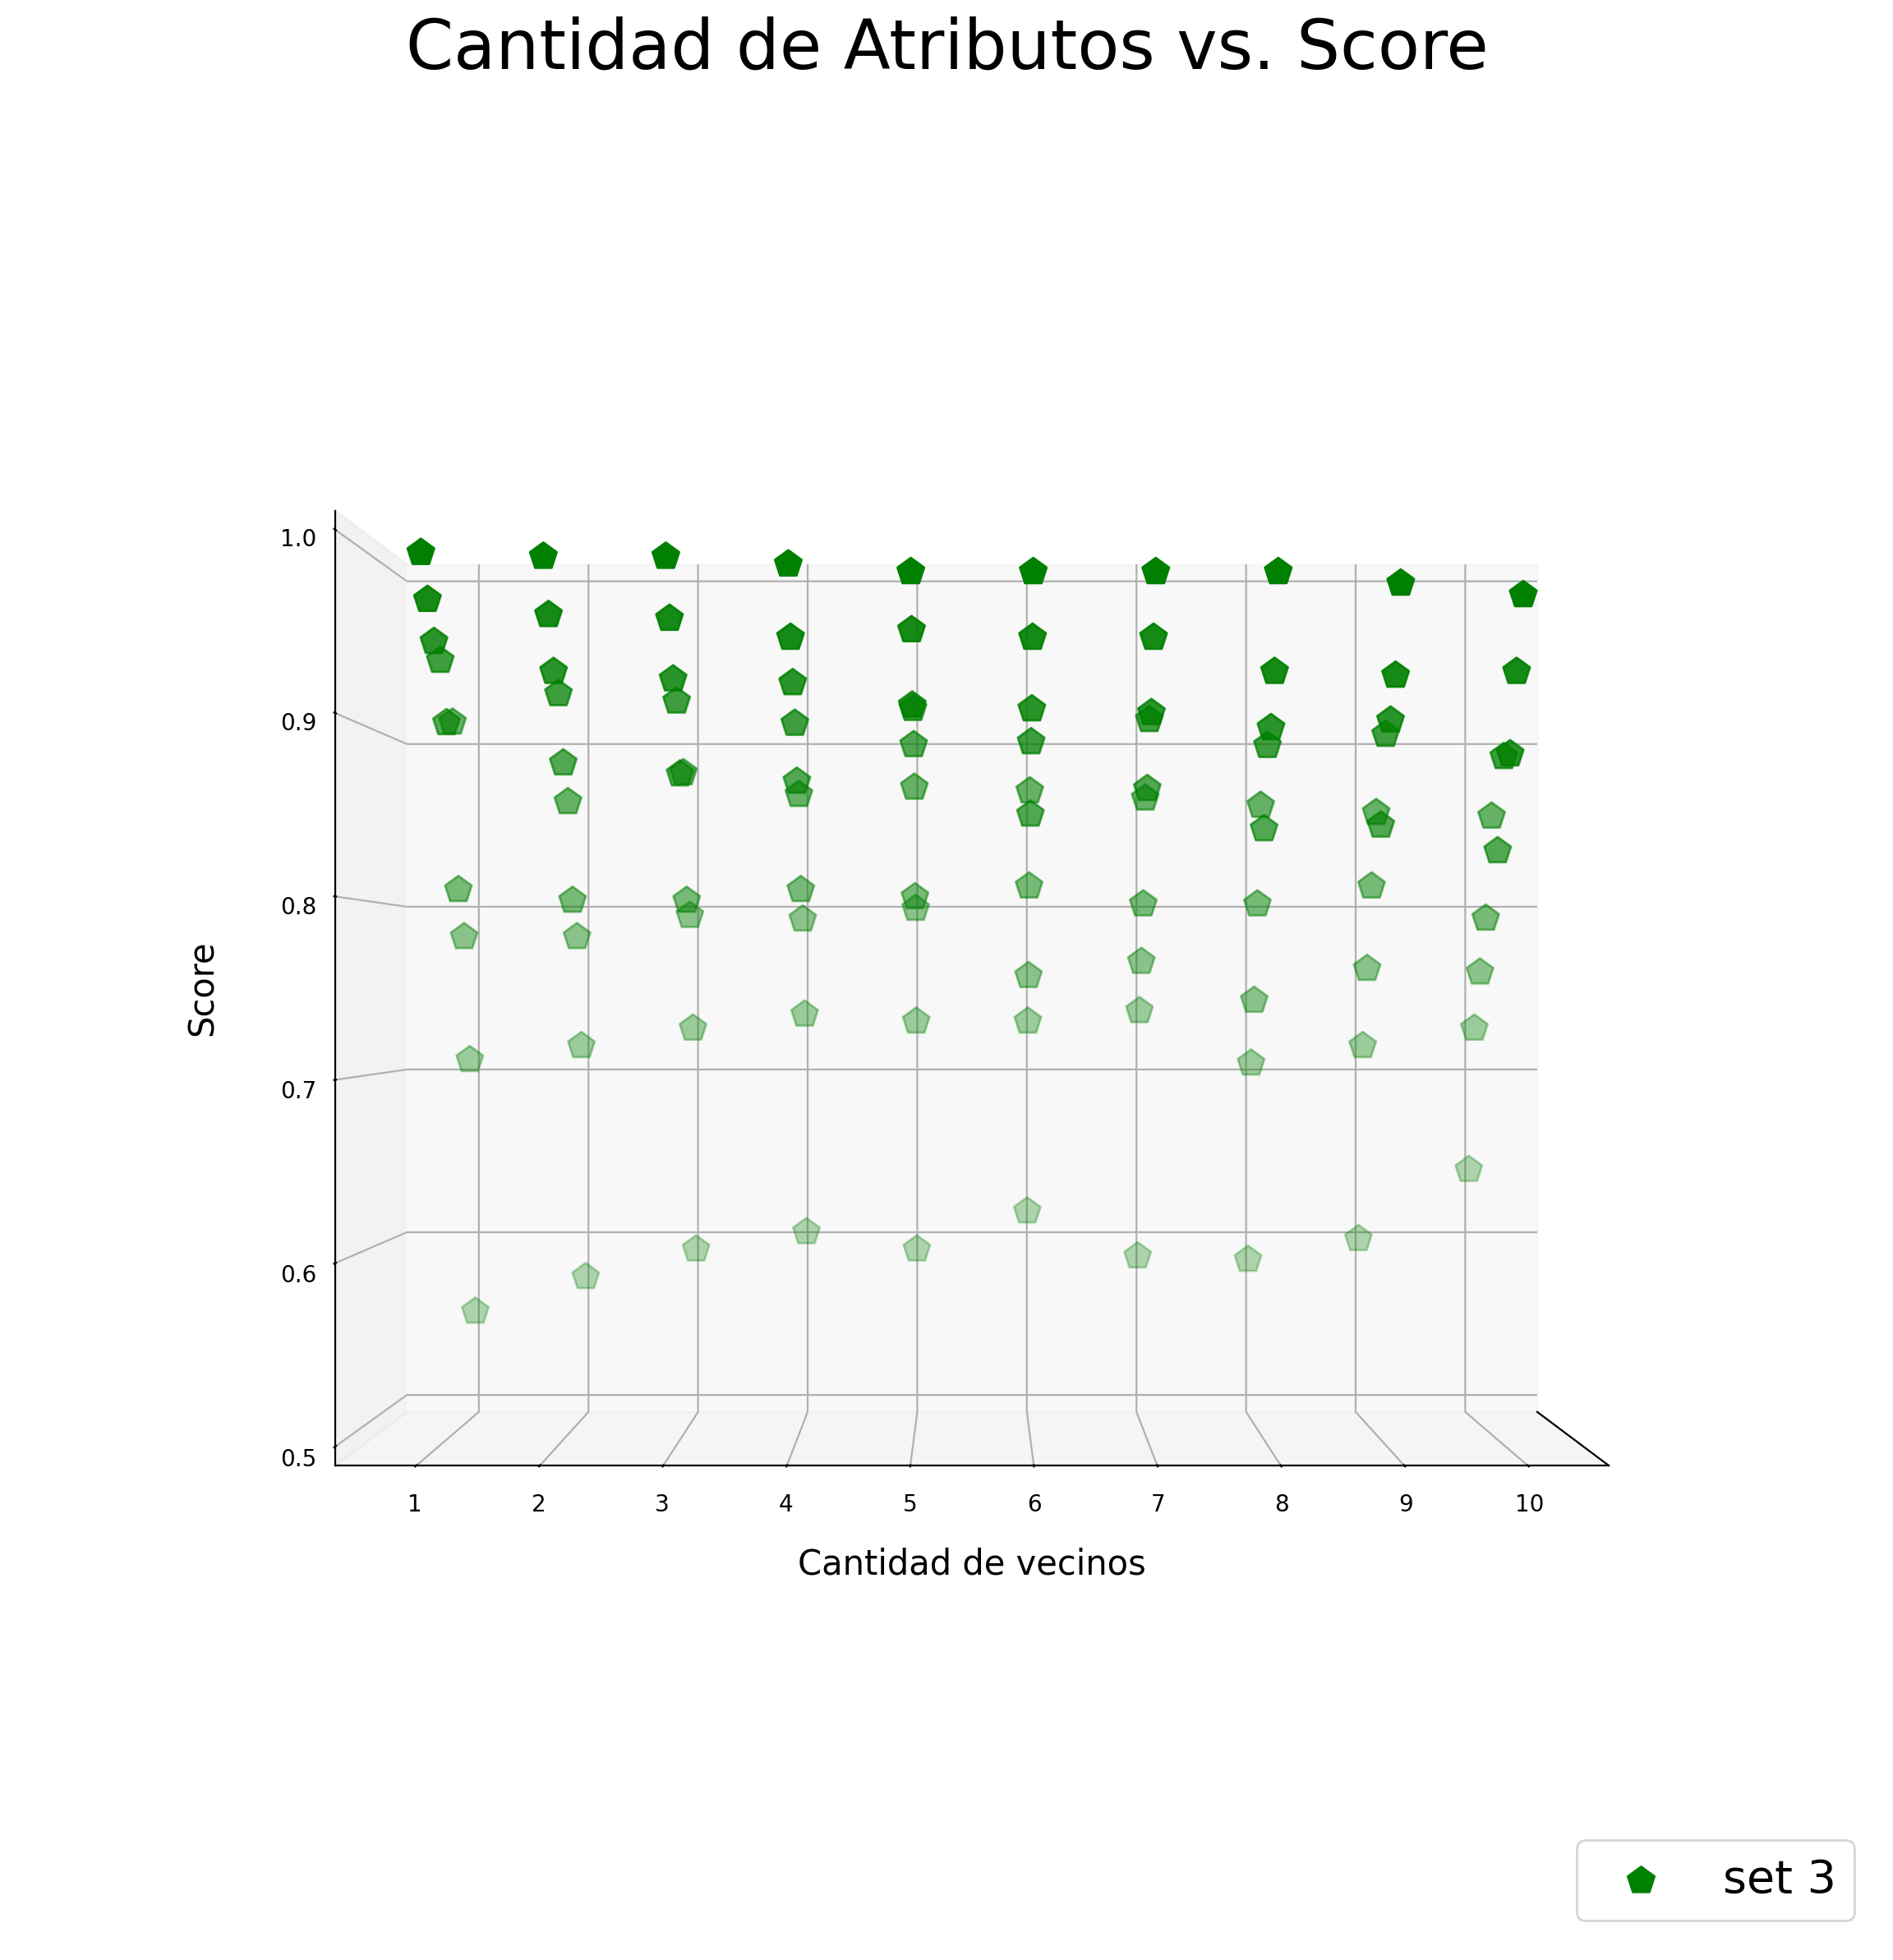 Cantidad de Atributos vs. Score
1.0
0.9
0.8
0.7
0.6
0.5
Score
1 2 3 4 5 6 7 8 9 10
Cantidad de vecinos
set 3